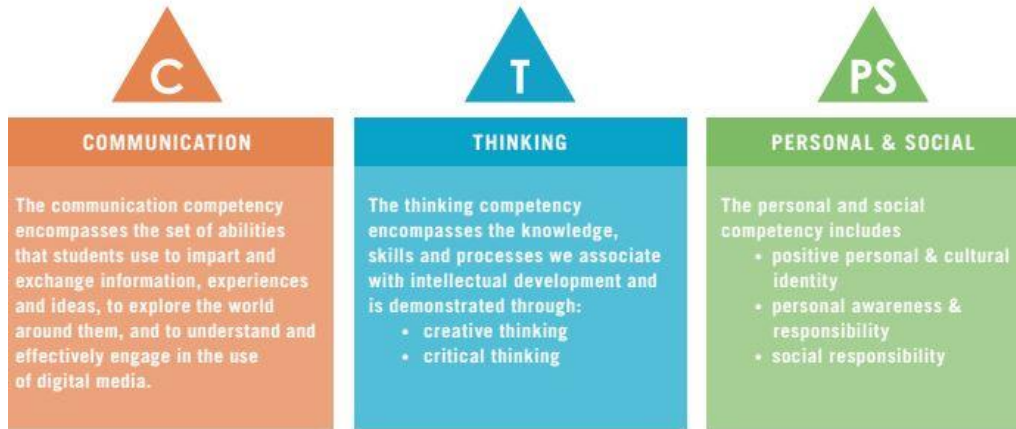 C
COMMUNICATION
The communication competency
encompasses the set of abilities
that students use to impart and
exchange information, experiences
and ideas, to explore the world
around them, and to understand and
effectively engage in the use
of digital media.
T
THINKING
The thinking competency
encompasses the knowledge,
skills and processes we associate
with intellectual development and
is demonstrated through:
• creative thinking
• critical thinking
PS
PERSONAL & SOCIAL
The personal and social
competency includes
• positive personal & cultural
identity
• personal awareness &
responsibility
• social responsibility